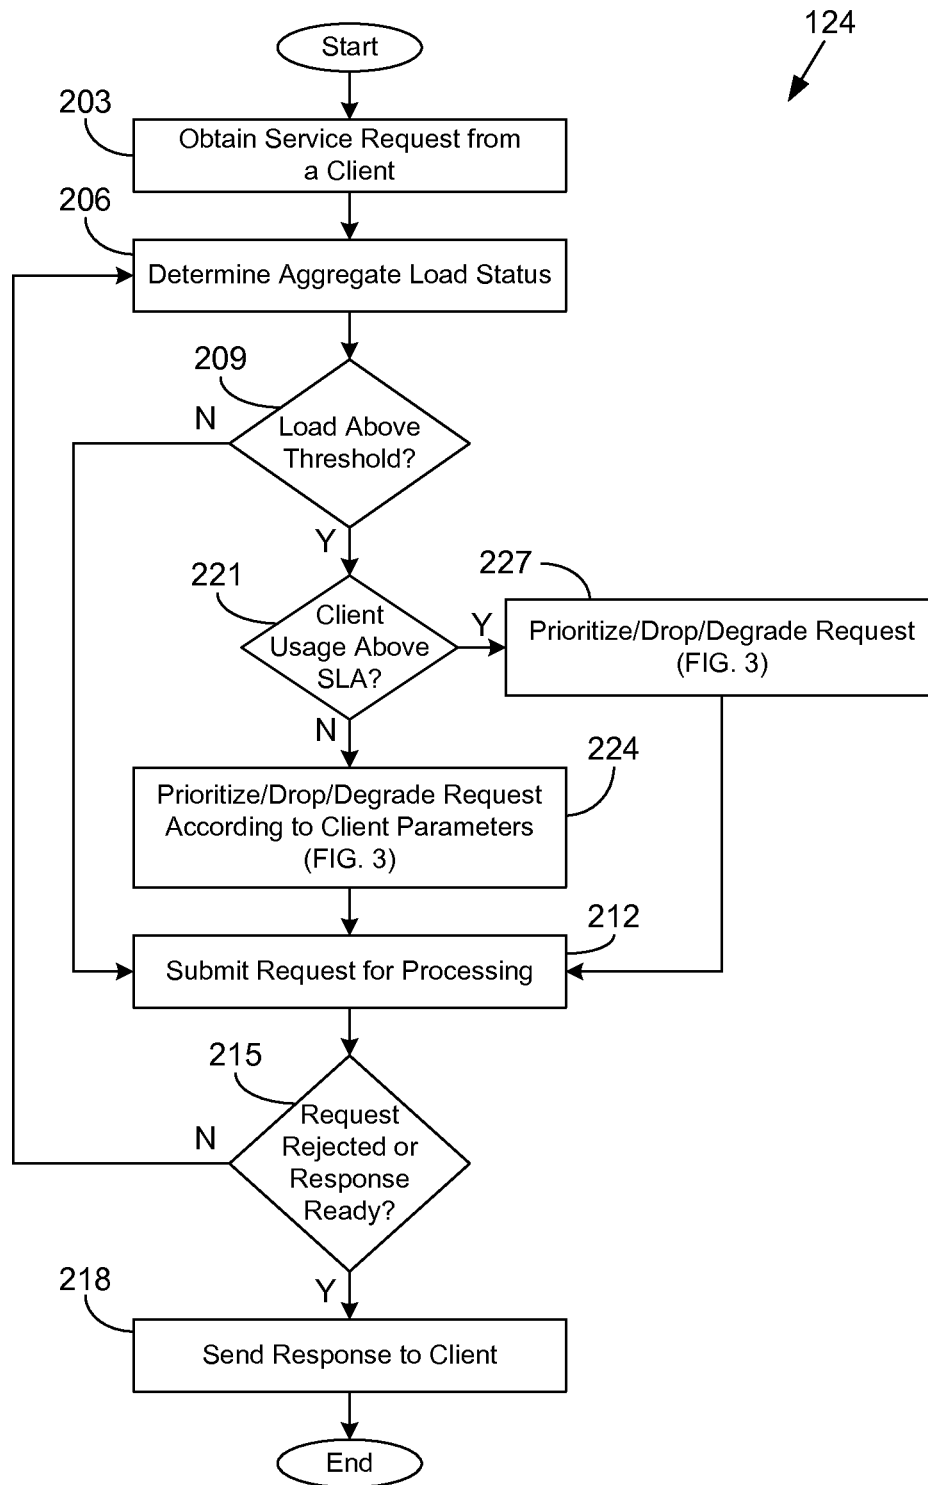 124
Start
203
Obtain Service Request from
a Client
206
Determine Aggregate Load Status
209
N
Load Above
Threshold?
Y
221
227
Client
Usage Above
SLA?
Y
Prioritize/Drop/Degrade Request
(FIG. 3)
N
224
Prioritize/Drop/Degrade Request
According to Client Parameters
(FIG. 3)
212
Submit Request for Processing
215
N
Request
Rejected or
Response
Ready?
Y
218
Send Response to Client
End